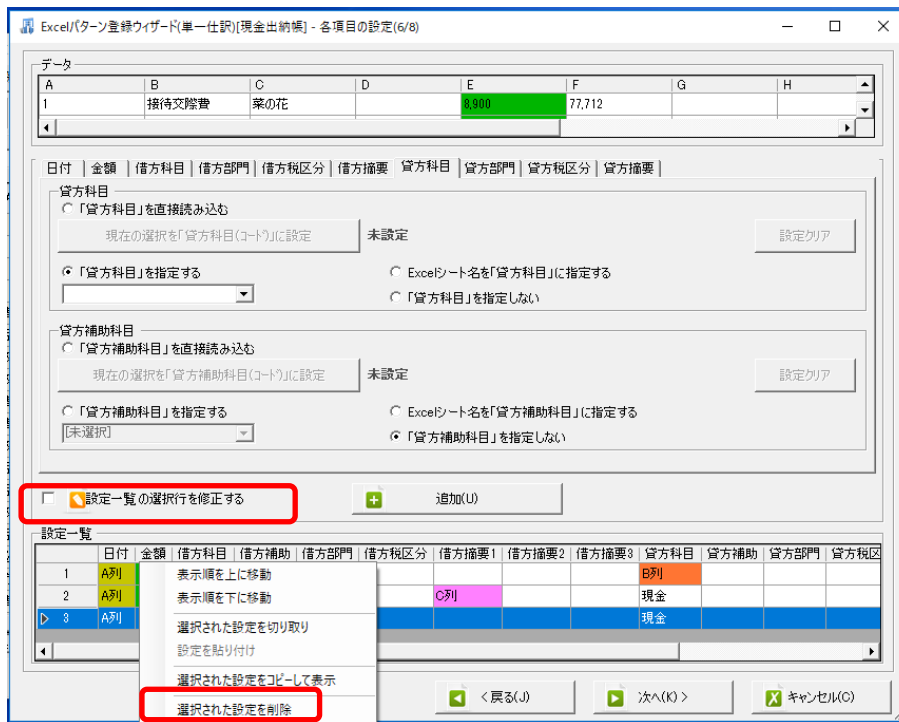 Excelパターン登録ウィザード(単一仕訳)[現金出納帳] - 各項目の設定(6/8)
データ
A B C D E F G H
1 接待交際費 菜の花 8,900 77,712
日付 金額 借方科目 借方部門 借方税区分 借方摘要 貸方科目 貸方部門 貸方税区分 貸方摘要
貸方科目
「貸方科目」を直接読み込む
現在の選択を「貸方科目(コード)」に設定 未設定 設定クリア
「貸方科目」を指定する Excelシート名を「貸方科目」に指定する
「貸方科目」を指定しない
貸方補助科目
「貸方補助科目」を直接読み込む
現在の選択を「貸方補助科目(コード)」に設定 未設定 設定クリア
「貸方補助科目」を指定する Excelシート名を「貸方補助科目」に指定する
[未選択] 「貸方補助科目」を指定しない
設定一覧の選択行を修正する 追加(U)
設定一覧
日付 金額 借方科目 借方補助 借方部門 借方税区分 借方摘要1 借方摘要2 借方摘要3 貸方科目 貸方補助 貸方部門 貸方税区
1 A列 B列
2 A列 C列 現金
3 A列 現金
表示順を上に移動
表示順を下に移動
選択された設定を切り取り
設定を貼り付け
選択された設定をコピーして表示
選択された設定を削除
<戻る(J) 次へ(K)> キャンセル(C)